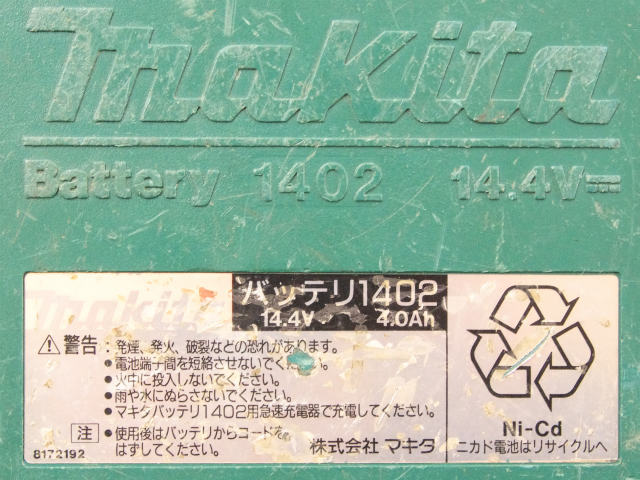 makita
Battery 1402 14.4V⎓
makita
バッテリ1402
14.4V⎓ 4.0Ah
⚠警告:発煙、発火、破裂などの恐れがあります。
●電池端子間を短絡させないでください。
●火中に投入しないでください。
●雨や水にぬらさないでください。
●マキタバッテリ1402用急速充電器で充電してください。
注 ●使用後はバッテリからコードを
はずしてください。
8172192
株式会社 マキタ
Ni-Cd
ニカド電池はリサイクルへ